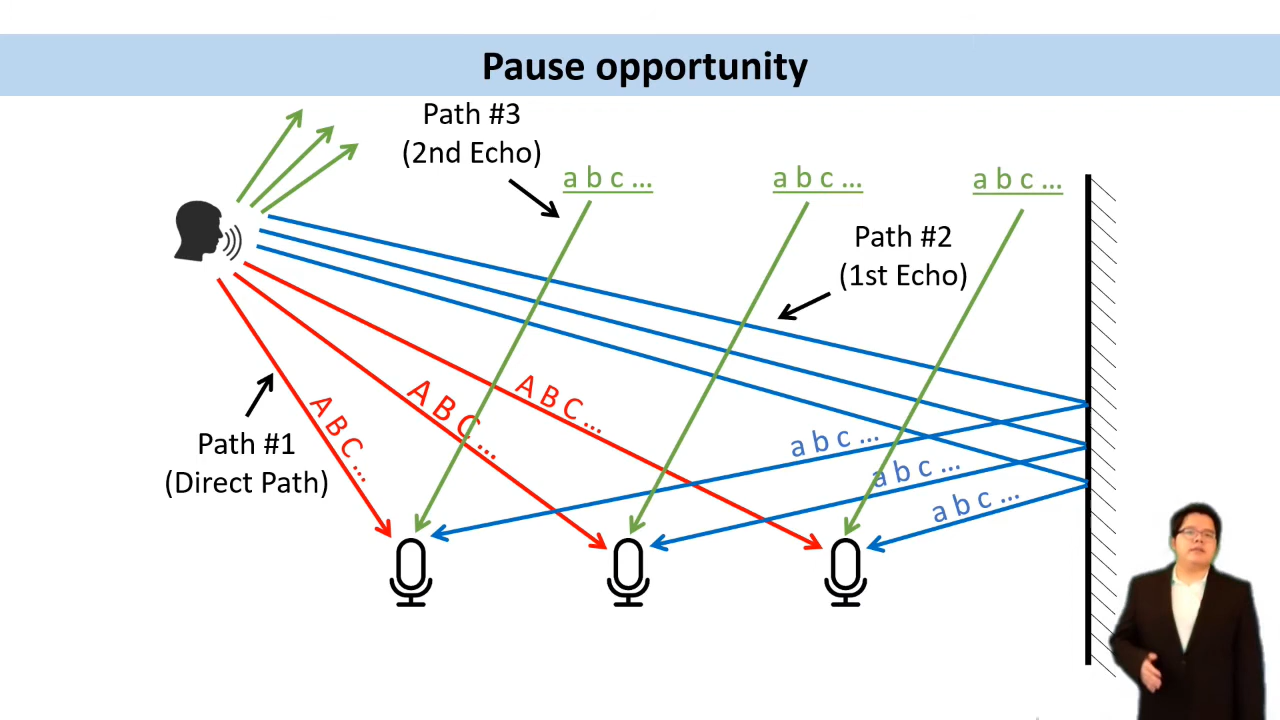 Pause opportunity
Path #3
(2nd Echo)
a b c ...
a b c ...
a b c ...
Path #2
(1st Echo)
A B C ...
A B C ...
A B C ...
a b c ...
a b c ...
a b c ...
Path #1
(Direct Path)